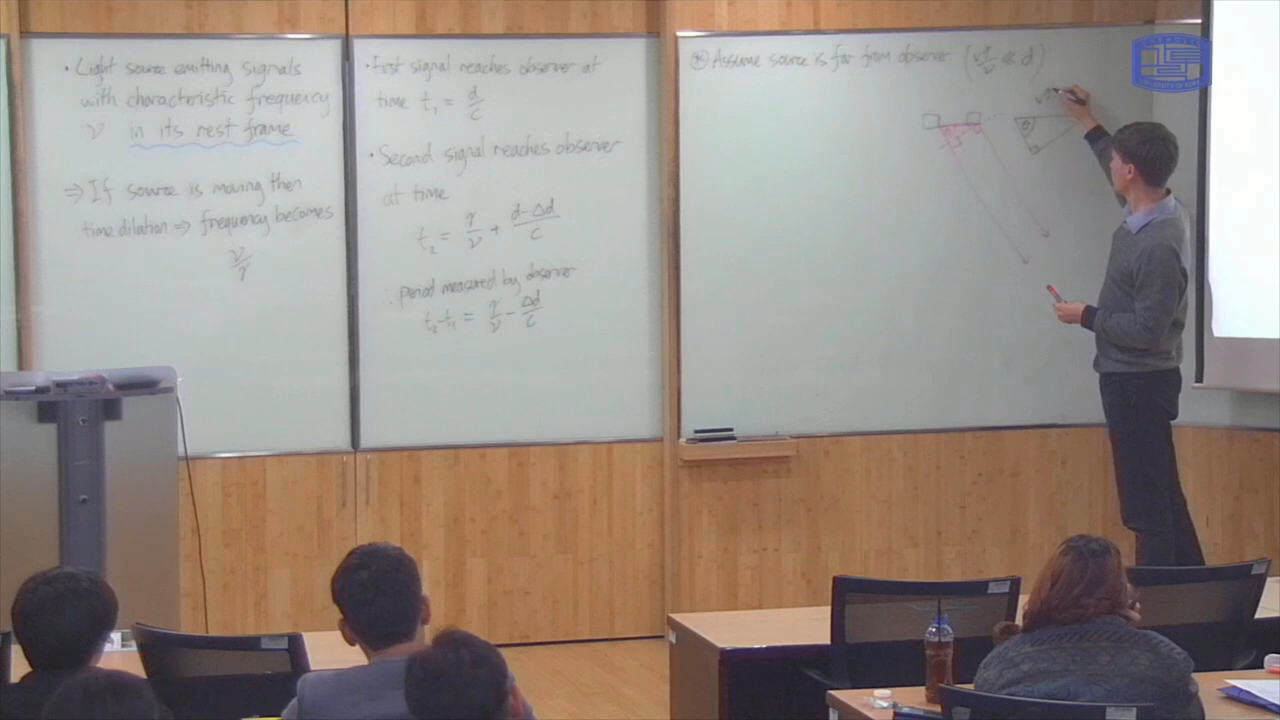 • Light source emitting signals
with characteristic frequency
ν in its rest frame
⇒ If source is moving then
time dilation ⇒ frequency becomes
ν/γ
• First signal reaches observer at
time t₁ = d/c
• Second signal reaches observer
at time
t₂ = γ/ν + (d-Δd)/c
∴ period measured by observer
t₂-t₁ = γ/ν - Δd/c
⊛ Assume source is far from observer (vγ/ν ≪ d)
θ